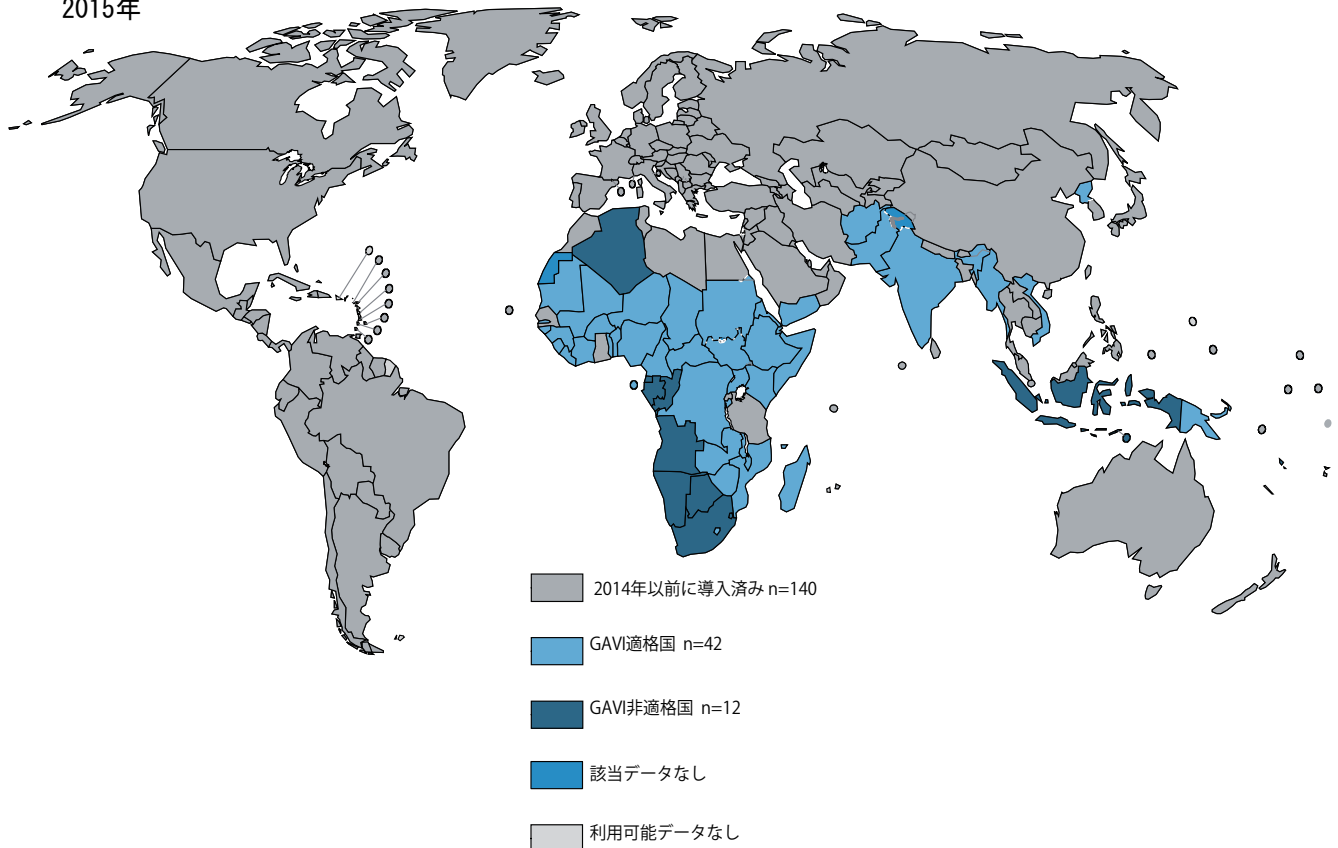 2015年
2014年以前に導入済み n=140
GAVI適格国 n=42
GAVI非適格国 n=12
該当データなし
利用可能データなし